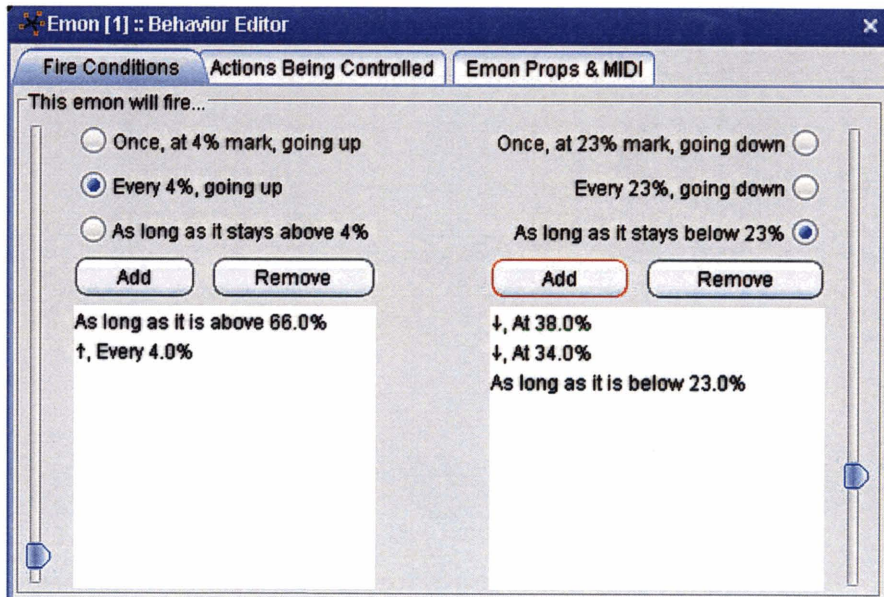 Emon [1] :: Behavior Editor
Fire Conditions
Actions Being Controlled
Emon Props & MIDI
This emon will fire...
Once, at 4% mark, going up
Every 4%, going up
As long as it stays above 4%
Add
Remove
As long as it is above 66.0%
↑, Every 4.0%
Once, at 23% mark, going down
Every 23%, going down
As long as it stays below 23%
Add
Remove
↓, At 38.0%
↓, At 34.0%
As long as it is below 23.0%